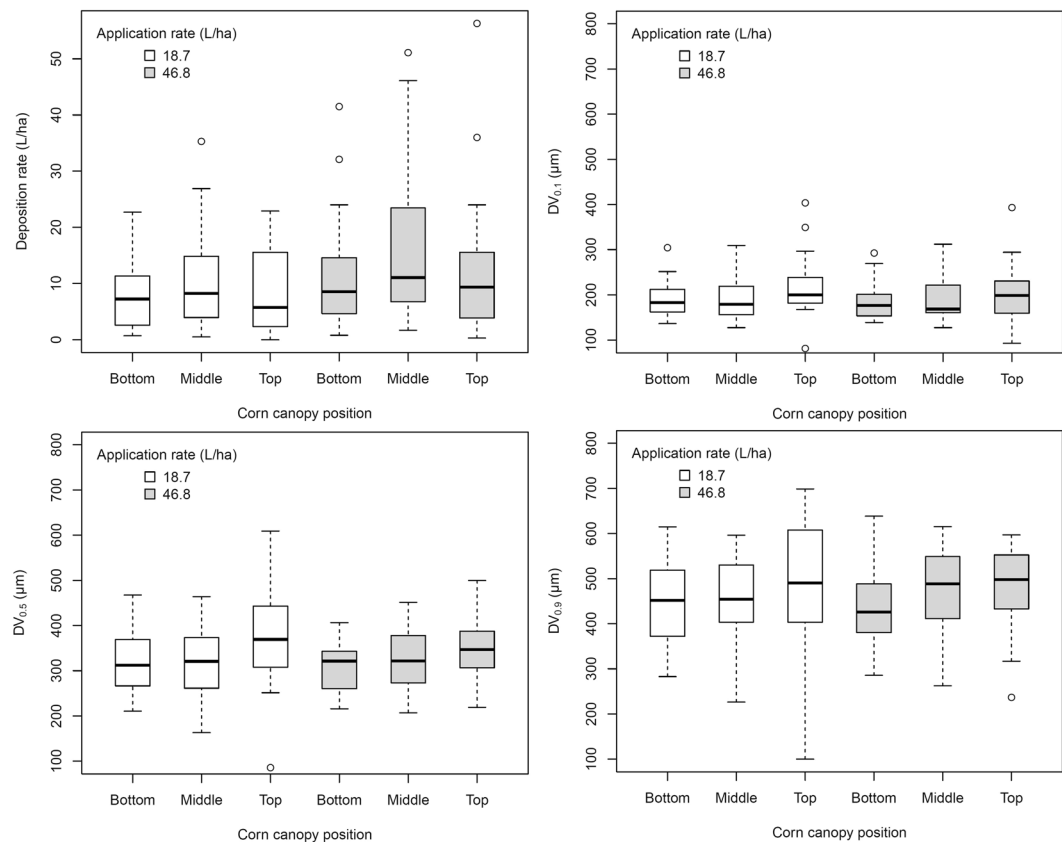 Application rate (L/ha)
18.7
46.8
Deposition rate (L/ha)
50
40
30
20
10
0
Bottom Middle Top Bottom Middle Top
Corn canopy position
Application rate (L/ha)
18.7
46.8
DV0.1 (µm)
800
700
600
500
400
300
200
100
Bottom Middle Top Bottom Middle Top
Corn canopy position
Application rate (L/ha)
18.7
46.8
DV0.5 (µm)
800
700
600
500
400
300
200
100
Bottom Middle Top Bottom Middle Top
Corn canopy position
Application rate (L/ha)
18.7
46.8
DV0.9 (µm)
800
700
600
500
400
300
200
100
Bottom Middle Top Bottom Middle Top
Corn canopy position